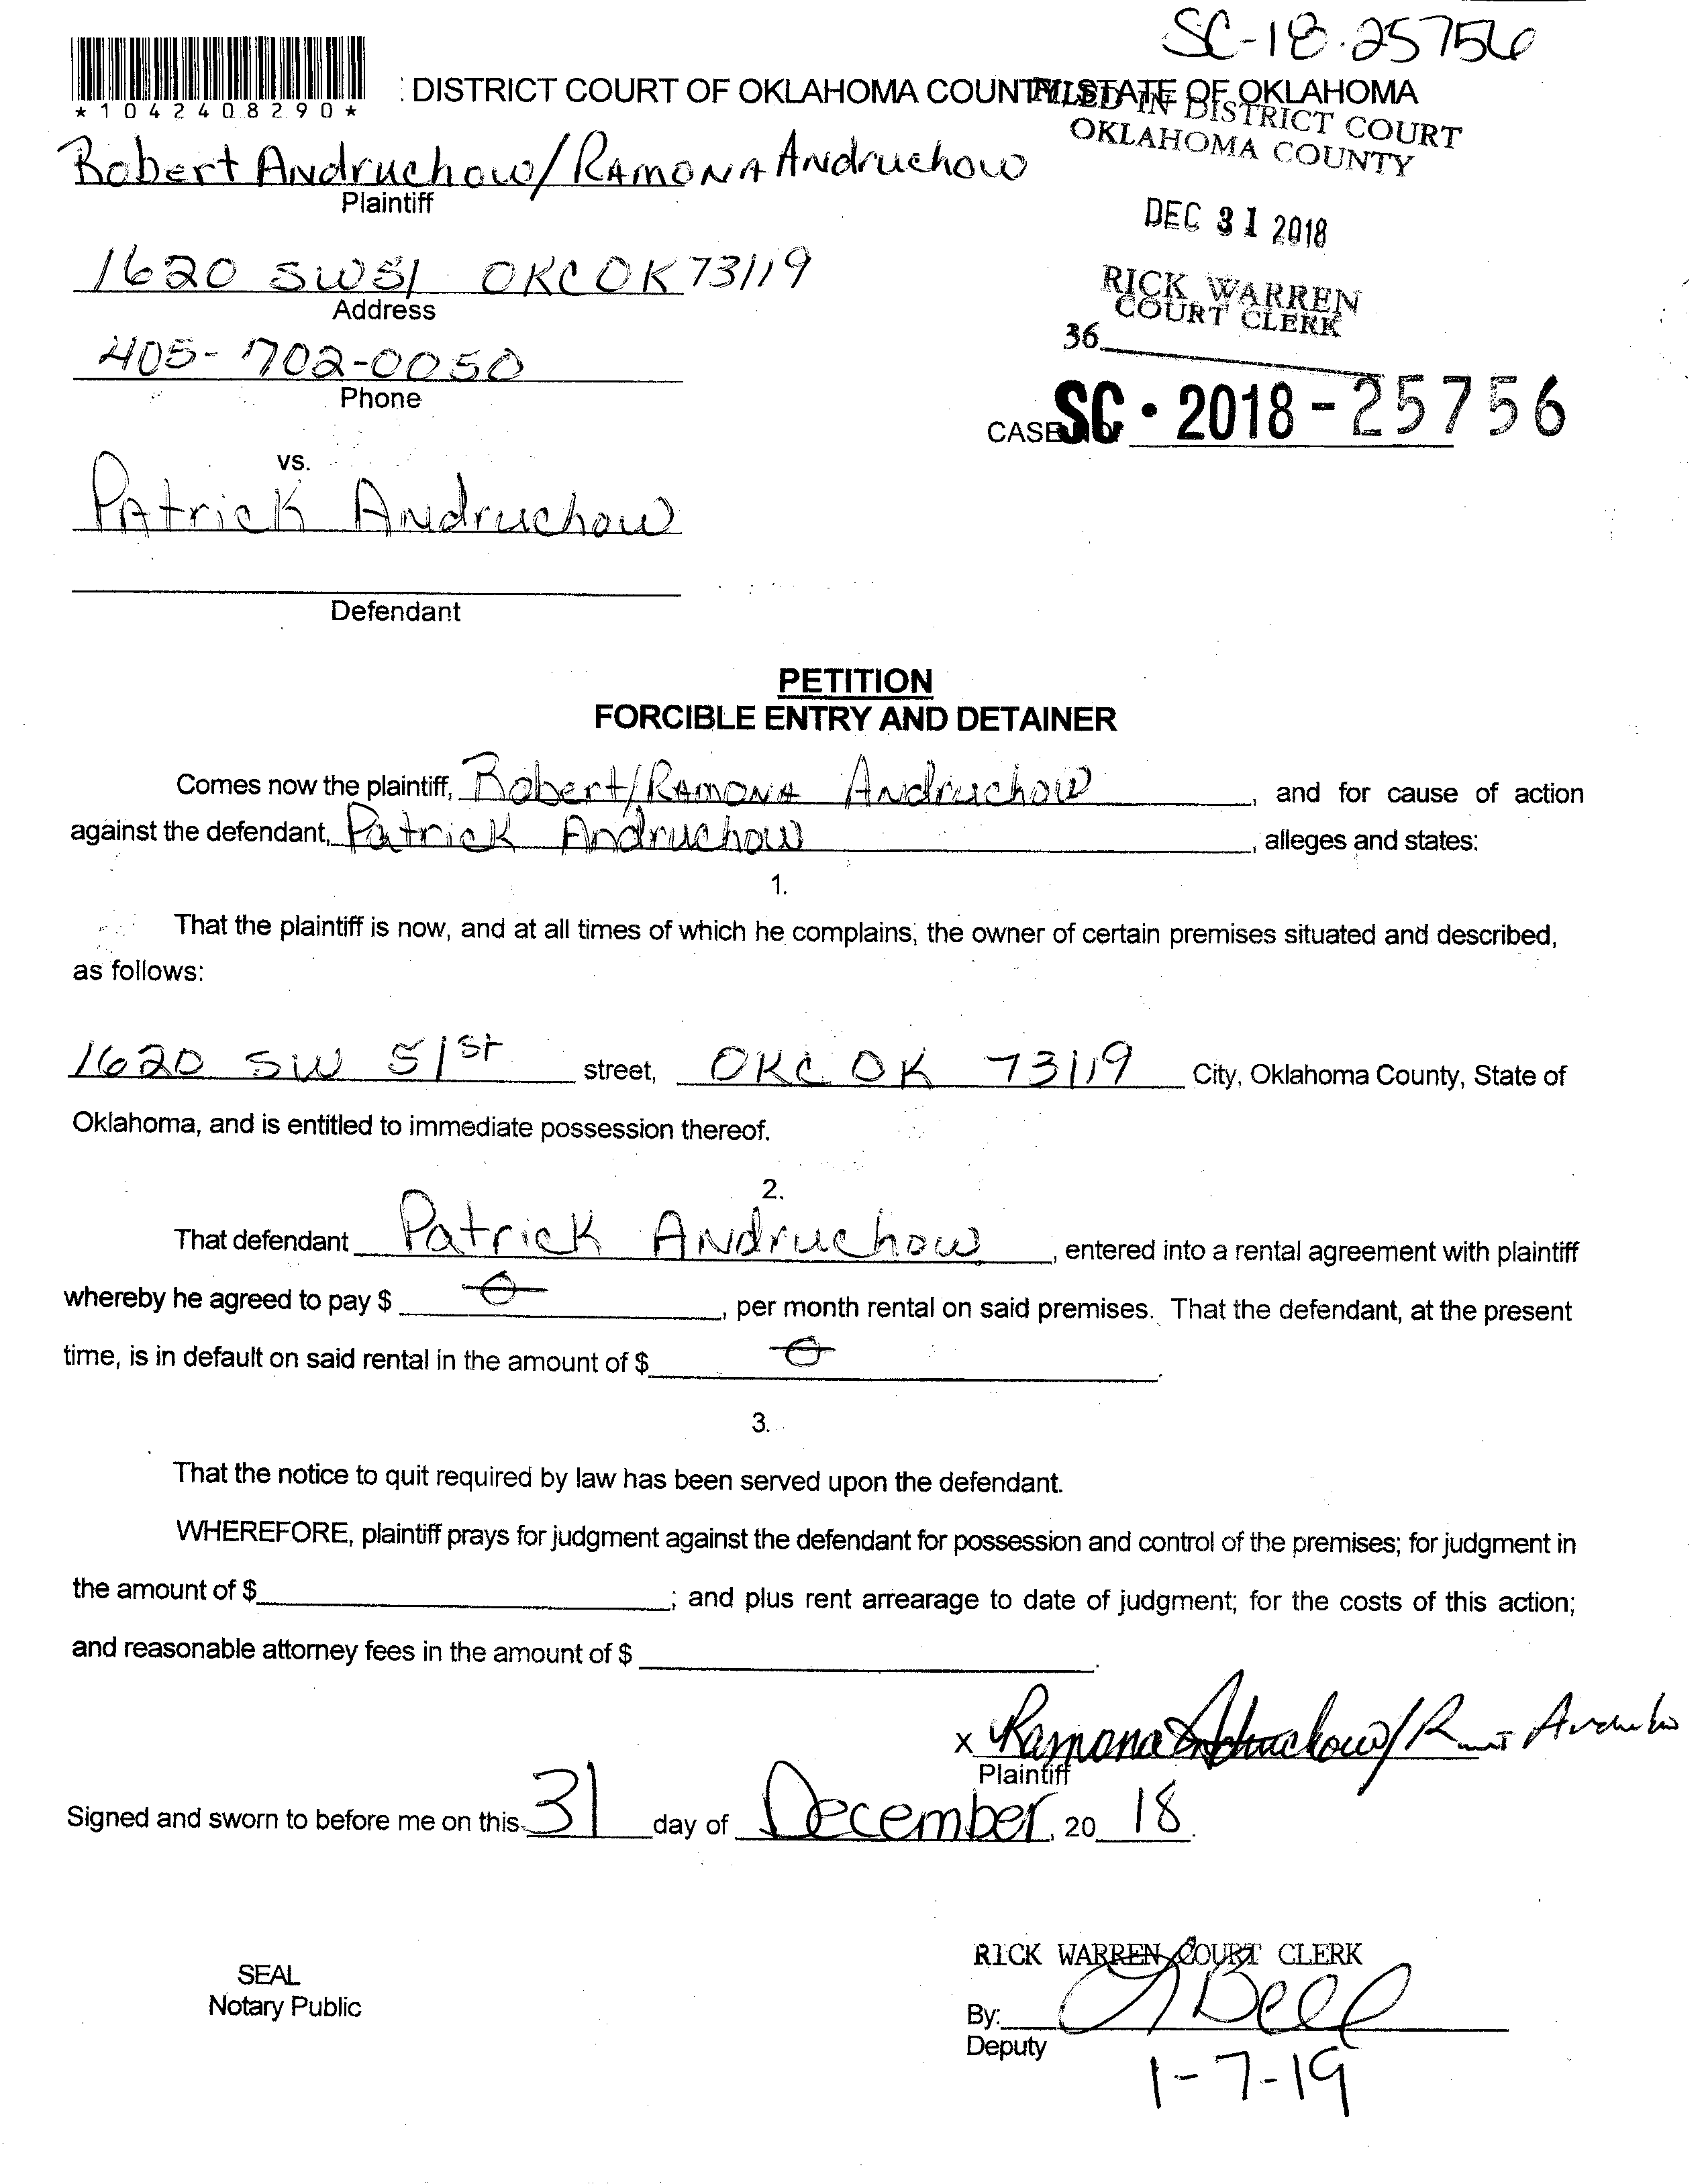 SC-18-25756
*1042408290*
: DISTRICT COURT OF OKLAHOMA COUNTY, STATE OF OKLAHOMA
FILED IN DISTRICT COURT
OKLAHOMA COUNTY
Robert Andruchow/RAMONA Andruchow
Plaintiff
DEC 31 2018
1620 SW51 OKC OK 73119
Address
RICK WARREN
COURT CLERK
36
405-702-0050
Phone
CASE SC • 2018 - 25756
vs.
Patrick Andruchow
Defendant
PETITION
FORCIBLE ENTRY AND DETAINER
Comes now the plaintiff, Robert/RAMONA Andruchow, and for cause of action
against the defendant, Patrick Andruchow, alleges and states:
1.
That the plaintiff is now, and at all times of which he complains, the owner of certain premises situated and described,
as follows:
1620 SW 51st street, OKC OK 73119 City, Oklahoma County, State of
Oklahoma, and is entitled to immediate possession thereof.
2.
That defendant Patrick Andruchow, entered into a rental agreement with plaintiff
whereby he agreed to pay $ 0, per month rental on said premises. That the defendant, at the present
time, is in default on said rental in the amount of $ 0.
3.
That the notice to quit required by law has been served upon the defendant.
WHEREFORE, plaintiff prays for judgment against the defendant for possession and control of the premises; for judgment in
the amount of $ ; and plus rent arrearage to date of judgment; for the costs of this action;
and reasonable attorney fees in the amount of $ .
x Ramona Andruchow/
Plaintiff
Signed and sworn to before me on this 31 day of December, 20 18.
RICK WARREN COURT CLERK
SEAL
Notary Public
By: Bell
Deputy
1-7-19